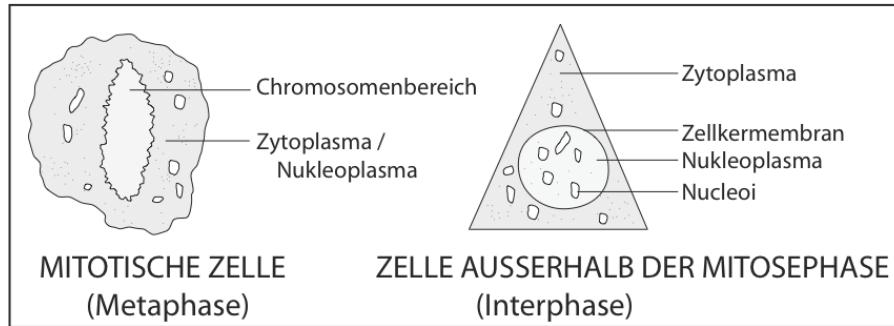 Chromosomenbereich
Zytoplasma /
Nukleoplasma
MITOTISCHE ZELLE
(Metaphase)
Zytoplasma
Zellkermembran
Nukleoplasma
Nucleoi
ZELLE AUSSERHALB DER MITOSEPHASE
(Interphase)